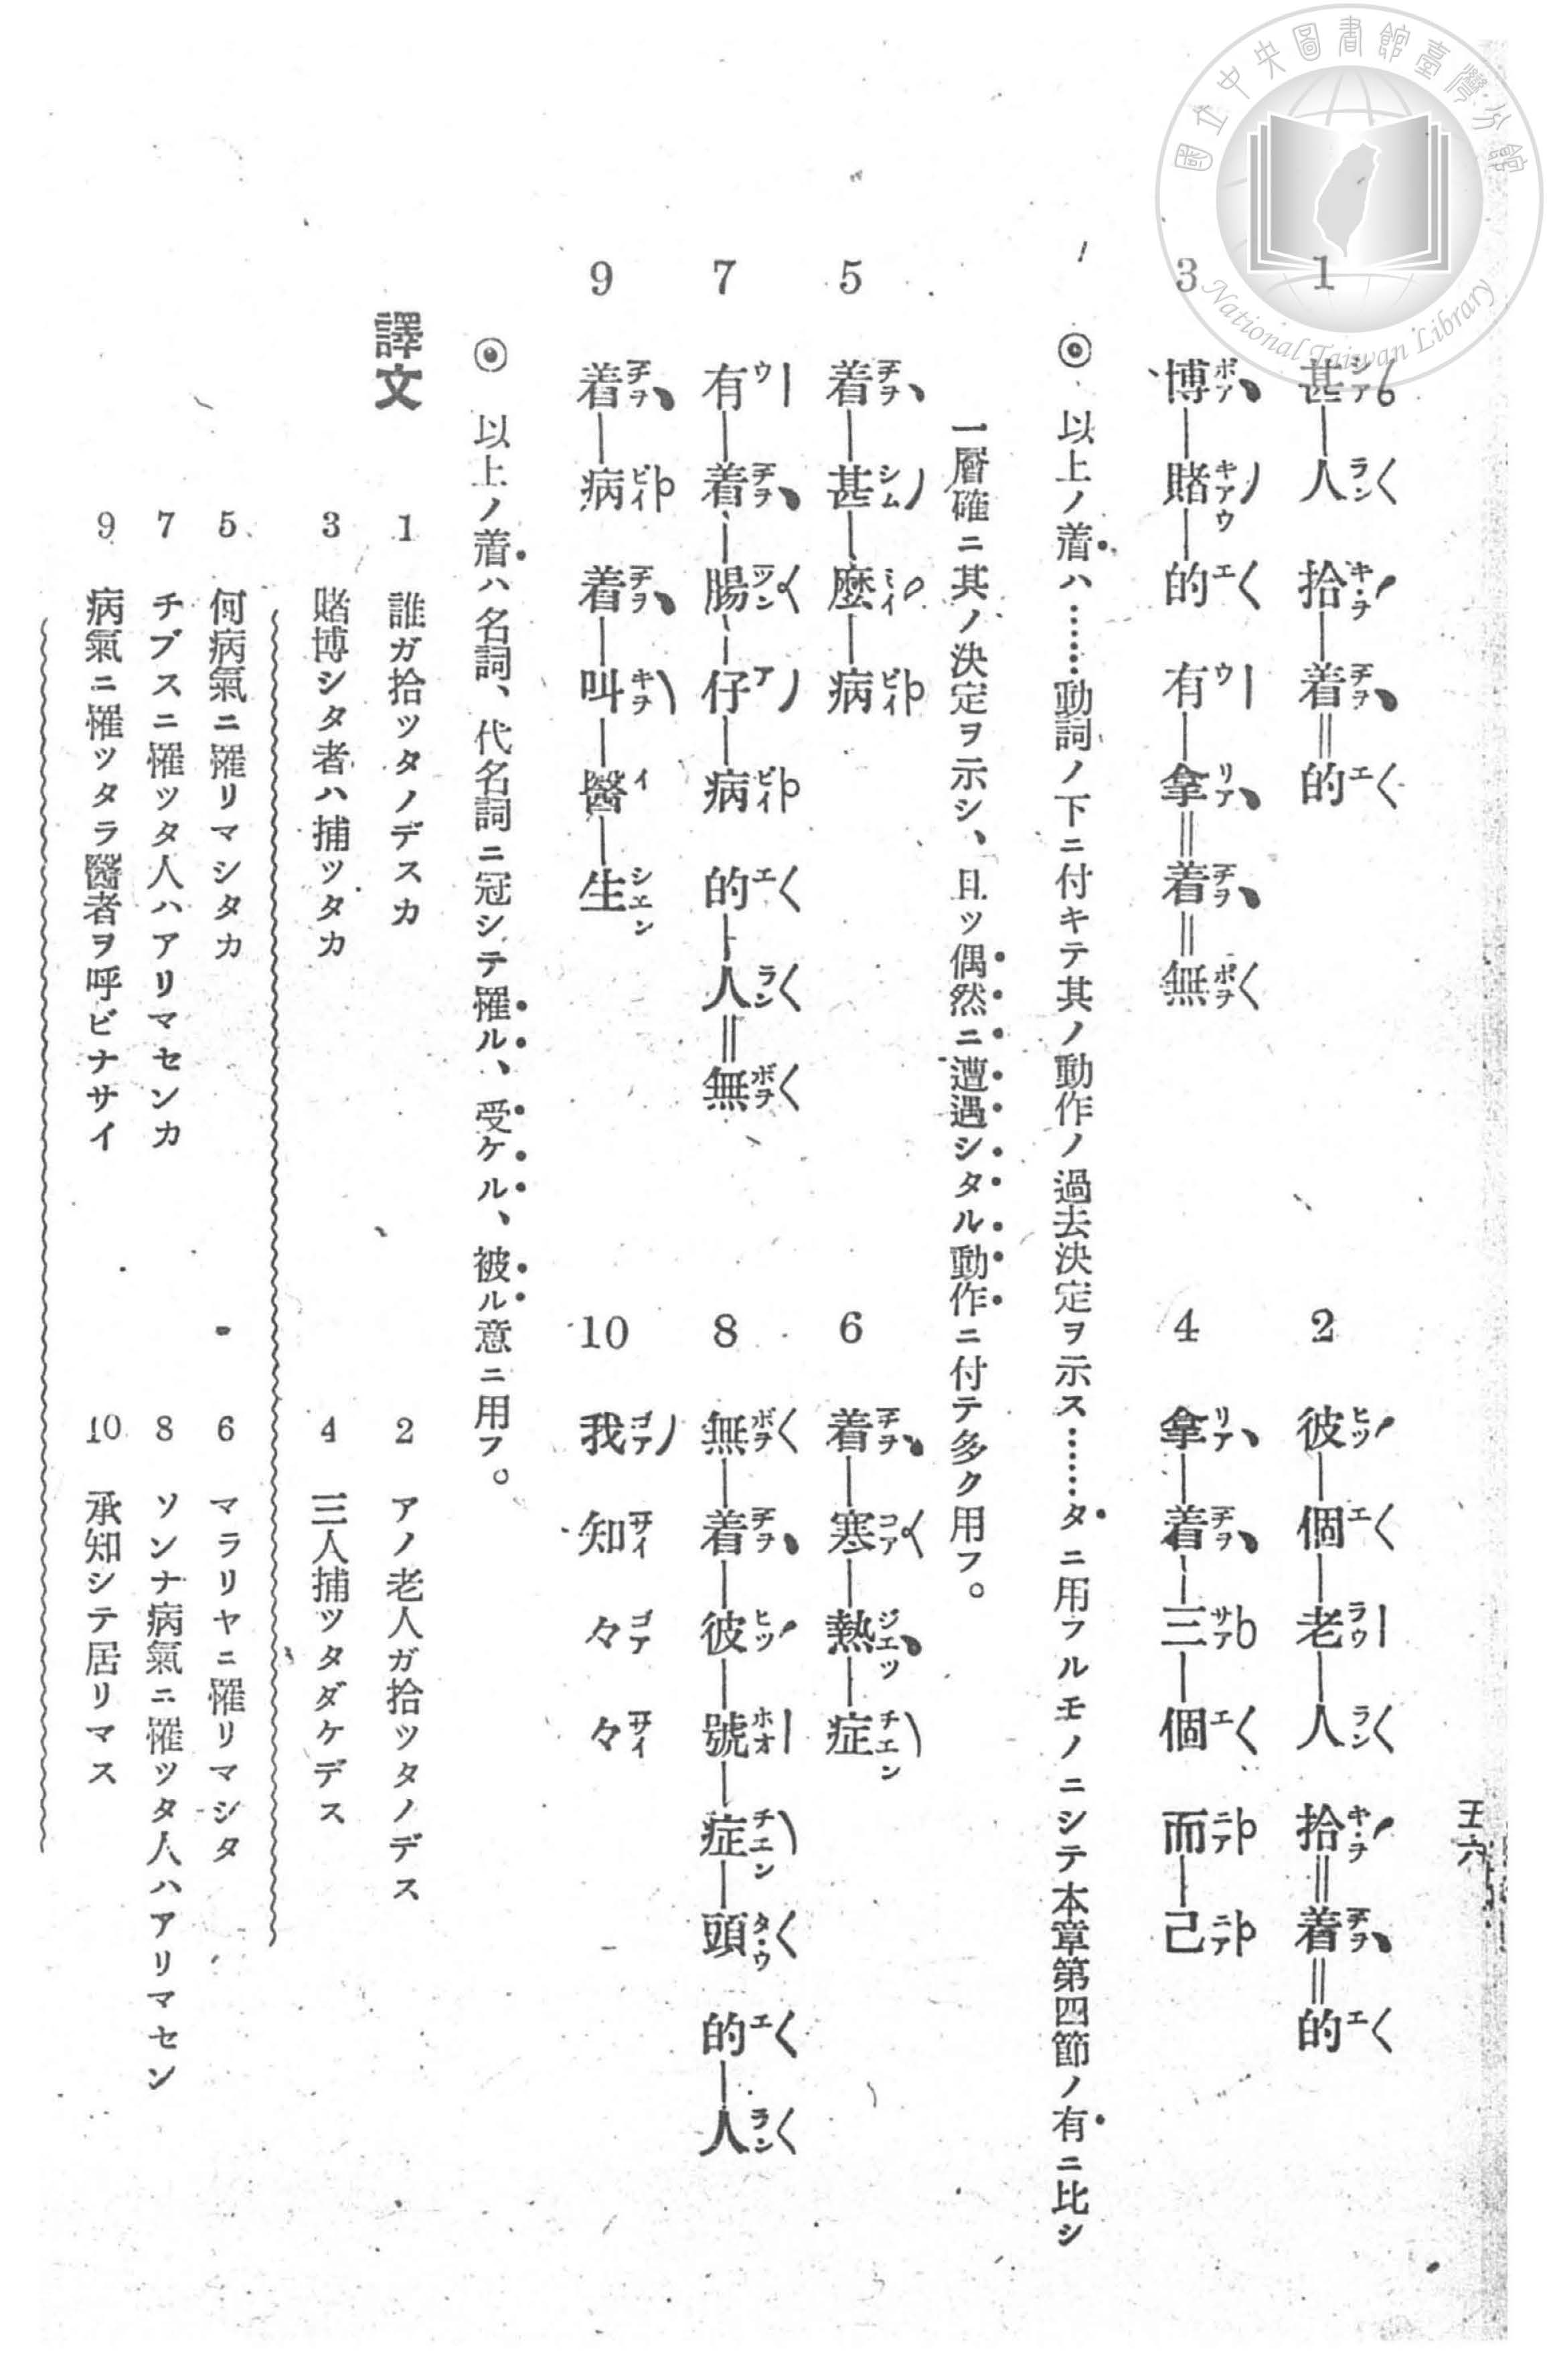 國立中央圖書館臺灣分館
National Taiwan Library
五六
1 甚人拾着的
2 彼個老人拾着的
3 博賭的有拿着無
4 拿着三個而己
◉ 以上ノ着ハ……動詞ノ下ニ付キテ其ノ動作ノ過去決定ヲ示ス……タニ用フルモノニシテ本章第四節ノ有ニ比シ
一層確ニ其ノ決定ヲ示シ、且ツ偶然ニ遭遇シタル動作ニ付テ多ク用フ。
5 着甚麼病
6 着寒熱症
7 有着腸仔病的人無
8 無着彼號症頭的人
9 着病着叫醫生
10 我知々々
◉ 以上ノ着ハ名詞、代名詞ニ冠シテ罹ル、受ケル、被ル意ニ用フ。
譯文
1 誰ガ拾ツタノデスカ
2 アノ老人ガ拾ツタノデス
3 賭博シタ者ハ捕ツタカ
4 三人捕ツタダケデス
5 何病氣ニ罹リマシタカ
6 マラリヤニ罹リマシタ
7 チブスニ罹ツタ人ハアリマセンカ
8 ソンナ病氣ニ罹ツタ人ハアリマセン
9 病氣ニ罹ツタラ醫者ヲ呼ビナサイ
10 承知シテ居リマス